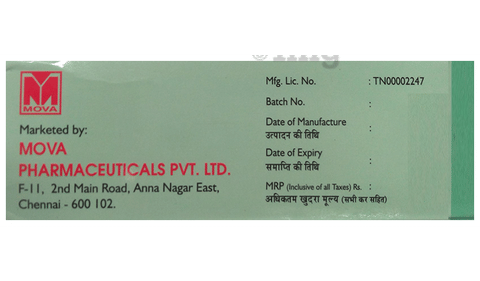 MOVA
Marketed by:
MOVA
PHARMACEUTICALS PVT. LTD.
F-11, 2nd Main Road, Anna Nagar East,
Chennai - 600 102.
Mfg. Lic. No. : TN00002247
Batch No. :
Date of Manufacture :
उत्पादन की तिथि
Date of Expiry :
समाप्ति की तिथि
MRP (Inclusive of all Taxes) Rs. :
अधिकतम खुदरा मूल्य (सभी कर सहित)